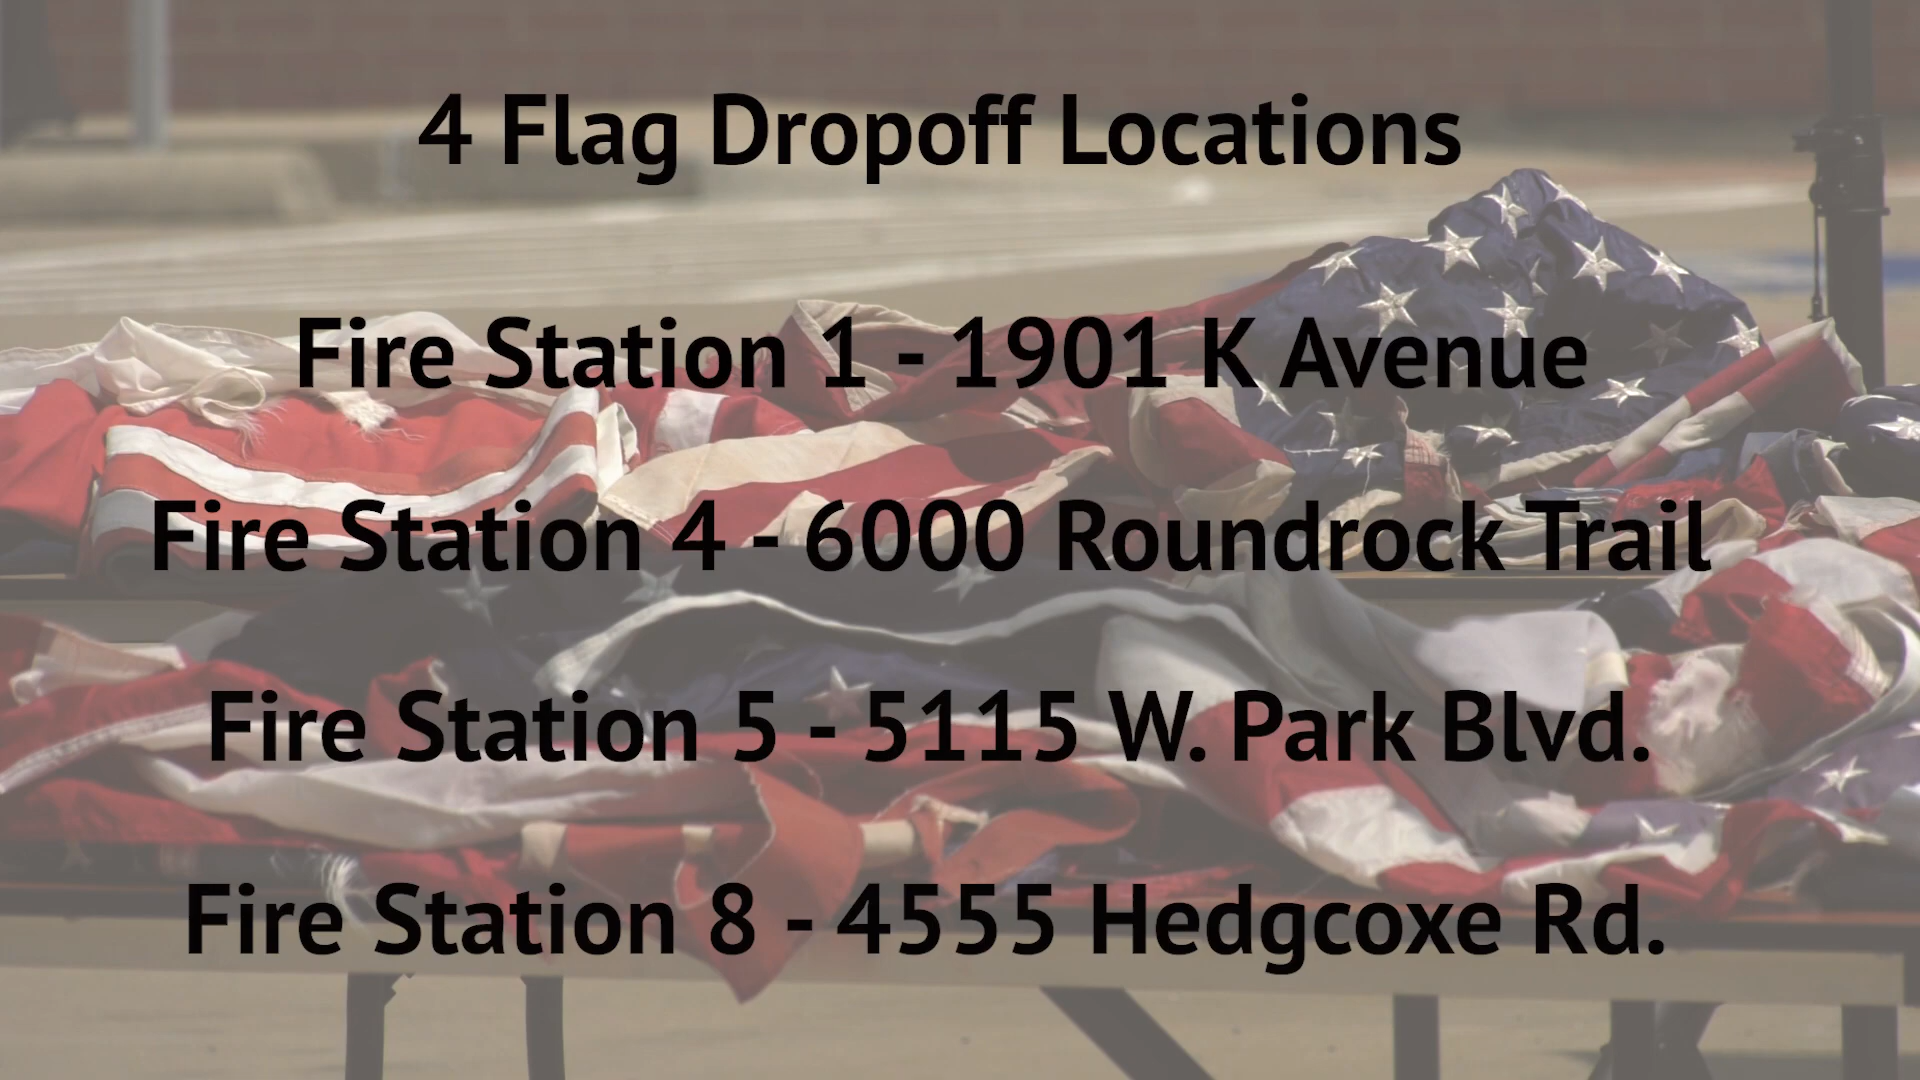 4 Flag Dropoff Locations
Fire Station 1 - 1901 K Avenue
Fire Station 4 - 6000 Roundrock Trail
Fire Station 5 - 5115 W. Park Blvd.
Fire Station 8 - 4555 Hedgcoxe Rd.